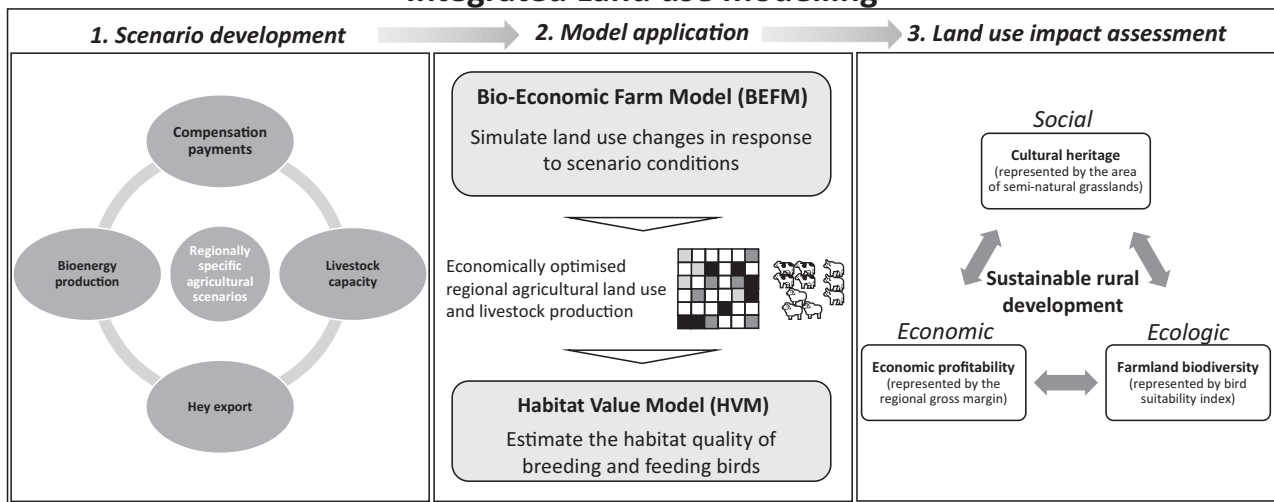 Integrated Land use modelling
1. Scenario development
2. Model application
3. Land use impact assessment
Compensation
payments
Bioenergy
production
Regionally
specific
agricultural
scenarios
Livestock
capacity
Hey export
Bio-Economic Farm Model (BEFM)
Simulate land use changes in response
to scenario conditions
Economically optimised
regional agricultural land use
and livestock production
Habitat Value Model (HVM)
Estimate the habitat quality of
breeding and feeding birds
Social
Cultural heritage
(represented by the area
of semi-natural grasslands)
Sustainable rural
development
Economic
Economic profitability
(represented by the
regional gross margin)
Ecologic
Farmland biodiversity
(represented by bird
suitability index)